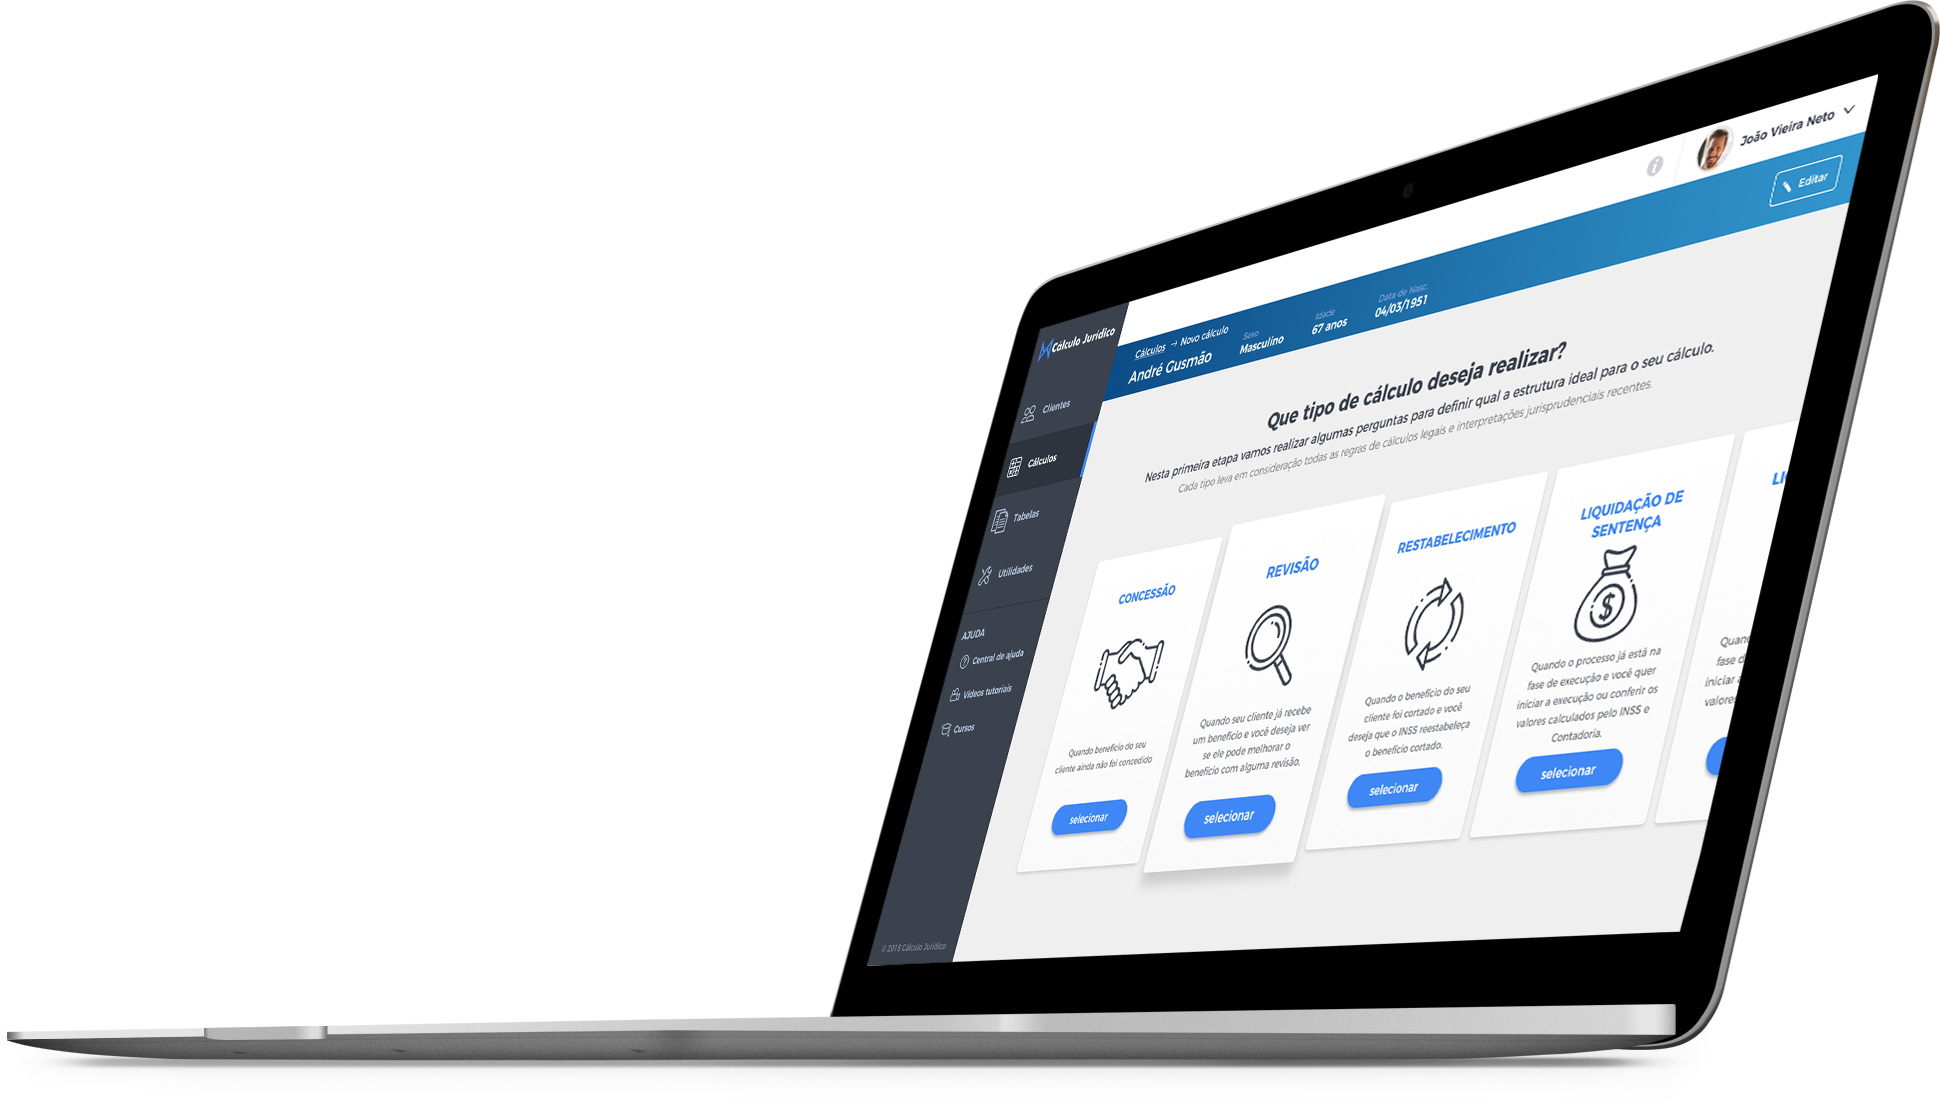 João Vieira Neto
Editar
Cálculo Jurídico
Cálculos → Novo cálculo
André Gusmão
Sexo
Masculino
Idade
67 anos
Data de Nasc.
04/03/1951
Clientes
Cálculos
Tabelas
Utilidades
AJUDA
Central de ajuda
Vídeos tutoriais
Cursos
© 2018 Cálculo Jurídico
Que tipo de cálculo deseja realizar?
Nesta primeira etapa vamos realizar algumas perguntas para definir qual a estrutura ideal para o seu cálculo.
Cada tipo leva em consideração todas as regras de cálculos legais e interpretações jurisprudenciais recentes.
CONCESSÃO
Quando benefício do seu
cliente ainda não foi concedido
selecionar
REVISÃO
Quando seu cliente já recebe
um benefício e você deseja ver
se ele pode melhorar o
benefício com alguma revisão.
selecionar
RESTABELECIMENTO
Quando o benefício do seu
cliente foi cortado e você
deseja que o INSS reestabeleça
o benefício cortado.
selecionar
LIQUIDAÇÃO DE
SENTENÇA
$
Quando o processo já está na
fase de execução e você quer
iniciar a execução ou conferir os
valores calculados pelo INSS e
Contadoria.
selecionar
fase d
iniciar
valores